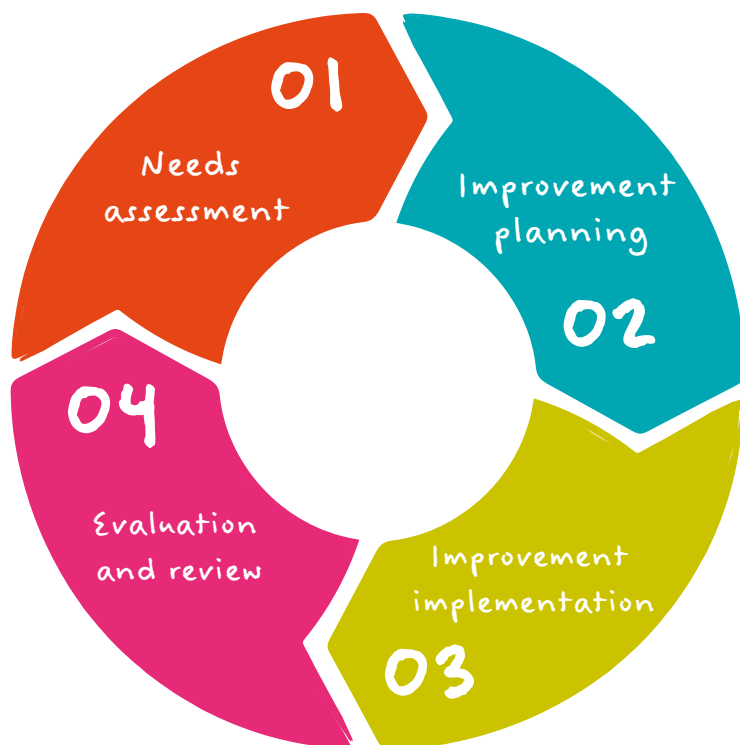 01
Needs
assessment
Improvement
planning
02
Improvement
implementation
03
04
Evaluation
and review